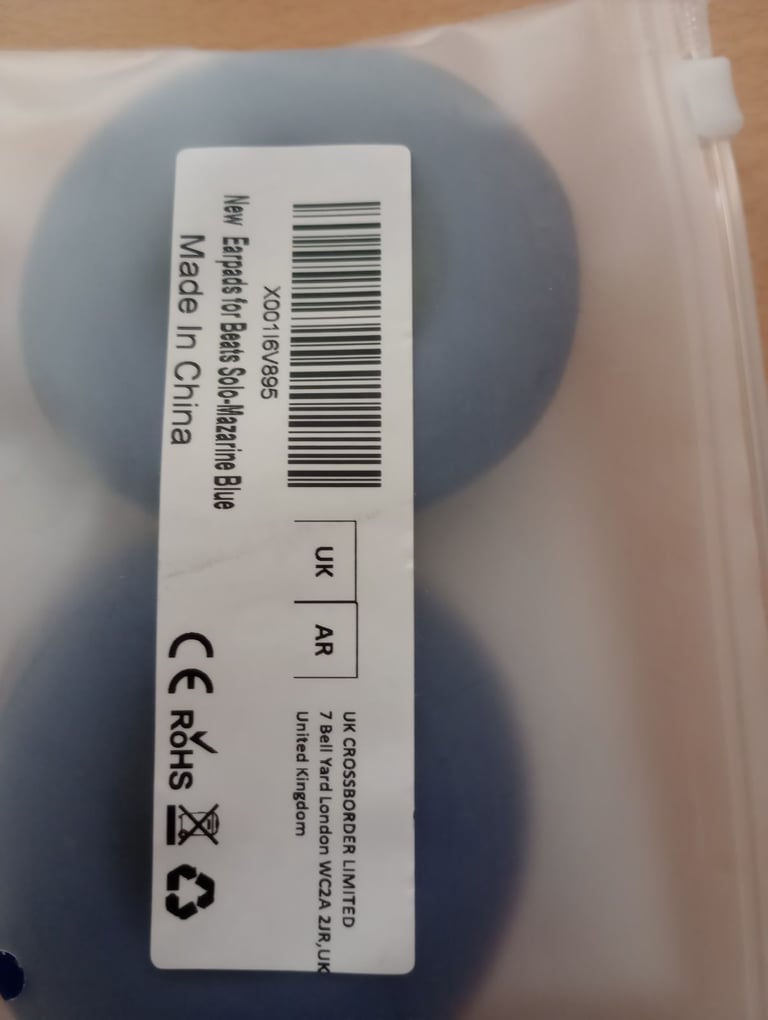 X001I6V895
New Earpads for Beats Solo-Mazarine Blue
Made In China
UK
AR
UK CROSSBORDER LIMITED
7 Bell Yard London WC2A 2JR, UK
United Kingdom
CE RoHS